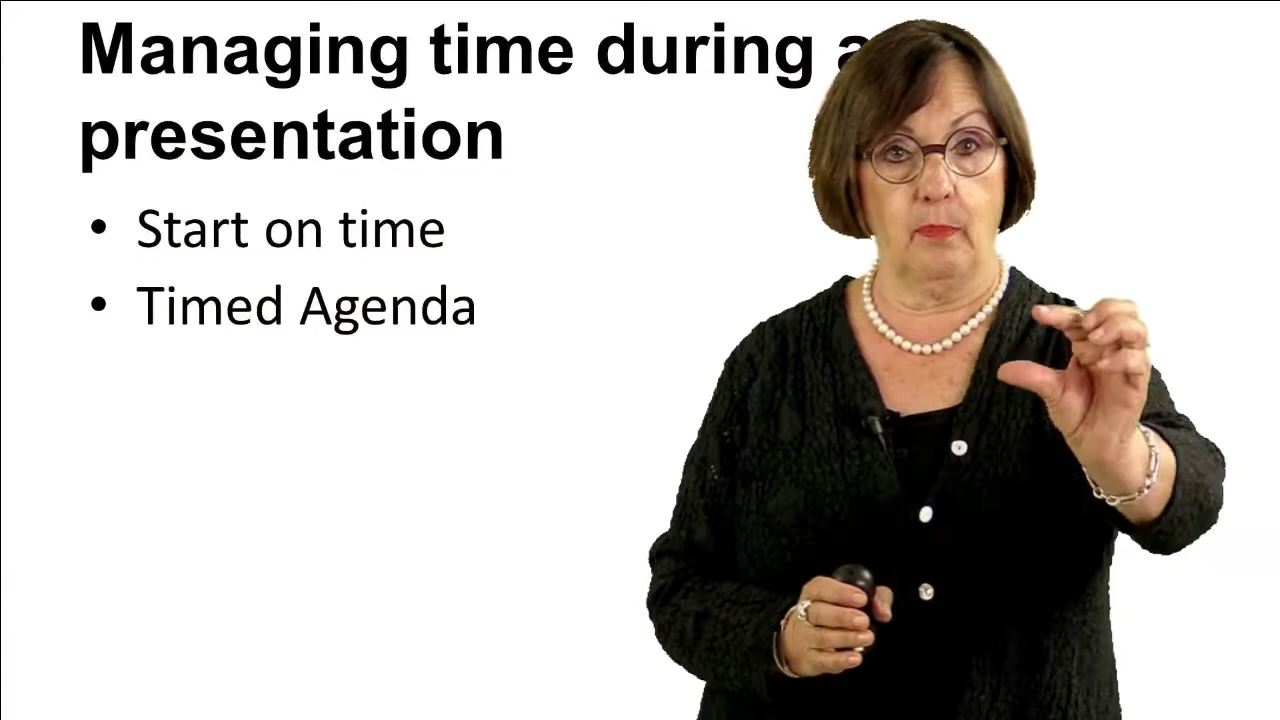 Managing time during a
presentation
• Start on time
• Timed Agenda